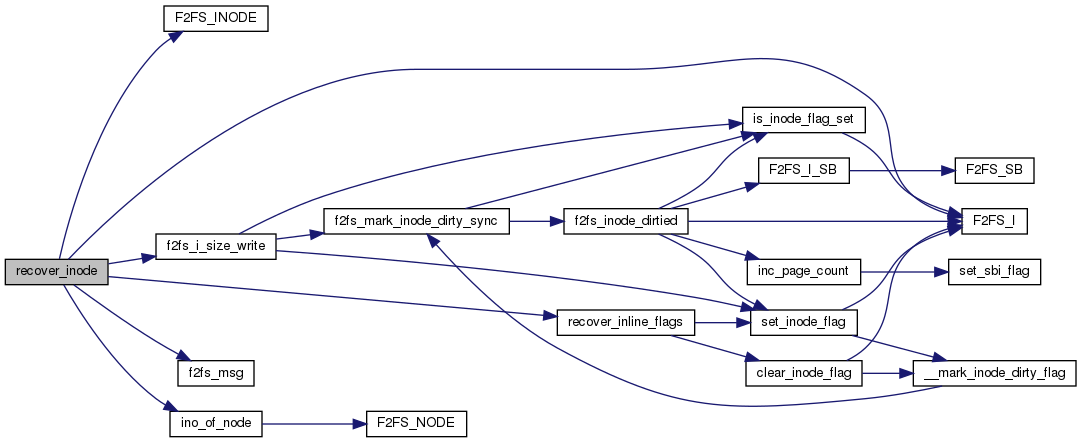 F2FS_INODE
is_inode_flag_set
F2FS_I_SB
F2FS_SB
f2fs_mark_inode_dirty_sync
f2fs_inode_dirtied
F2FS_I
f2fs_i_size_write
recover_inode
inc_page_count
set_sbi_flag
recover_inline_flags
set_inode_flag
f2fs_msg
clear_inode_flag
__mark_inode_dirty_flag
ino_of_node
F2FS_NODE